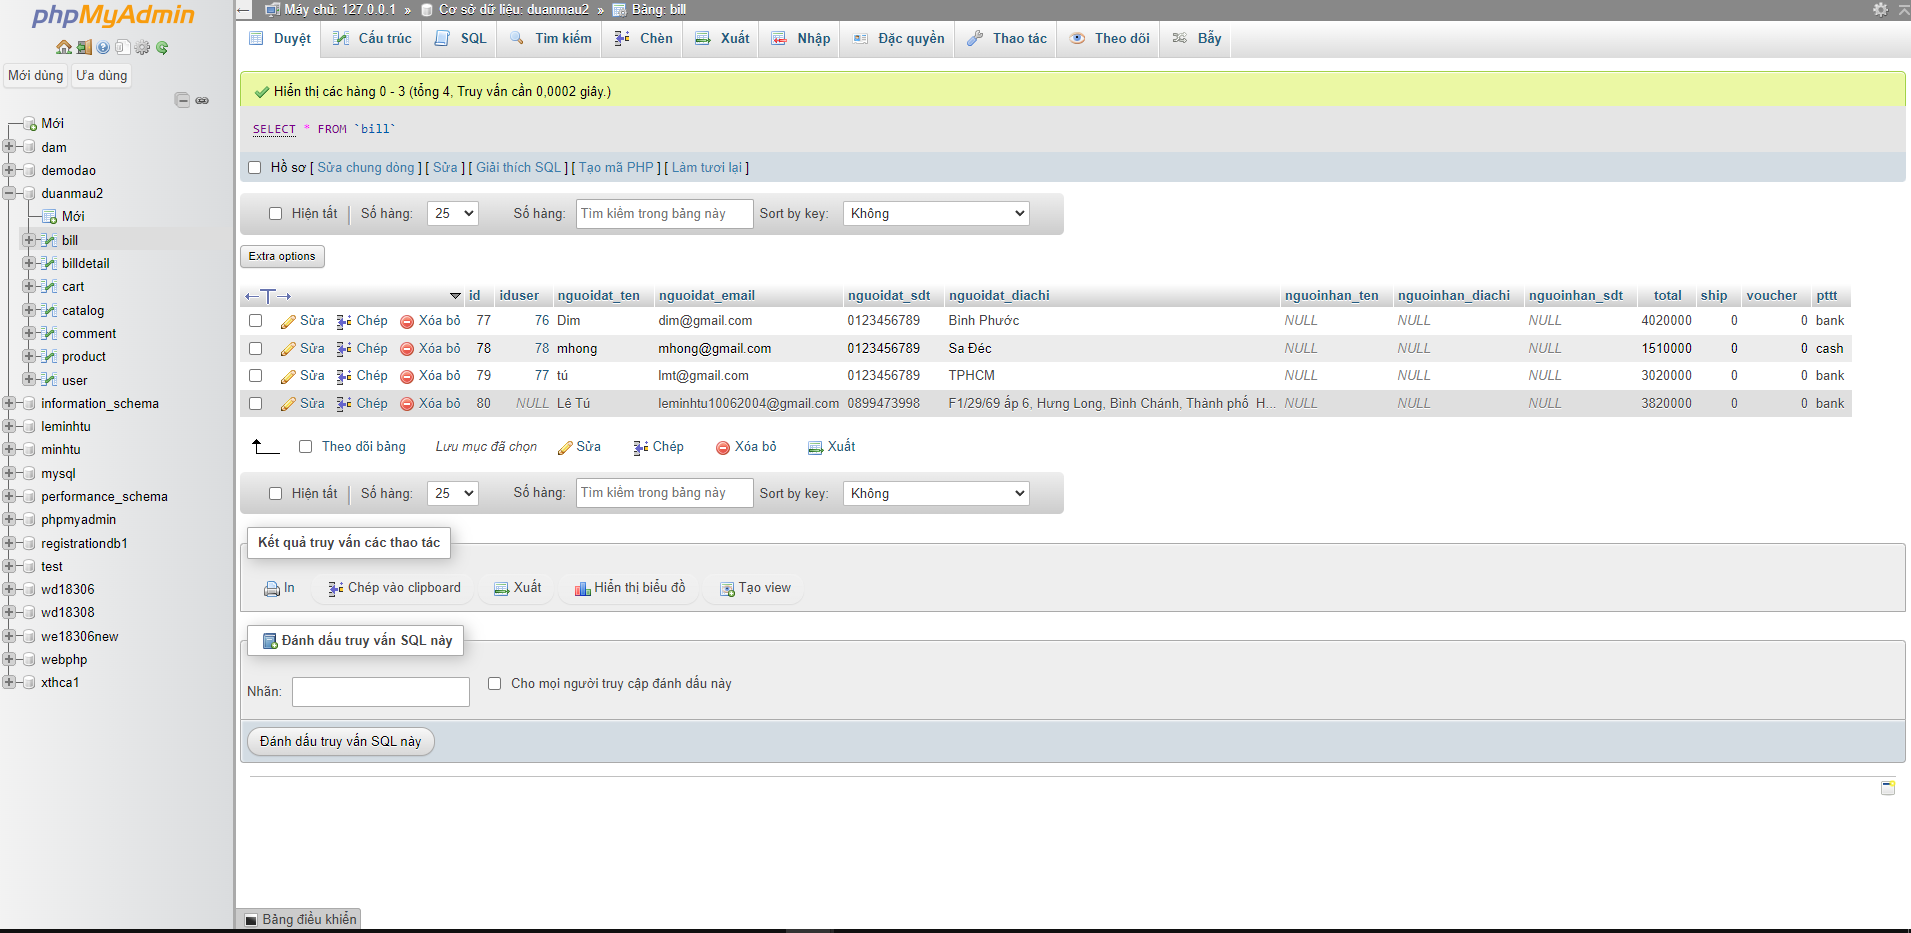 phpMyAdmin
Mới dùng Ưa dùng
Mới
dam
demodao
duanmau2
Mới
bill
billdetail
cart
catalog
comment
product
user
information_schema
leminhtu
minhtu
mysql
performance_schema
phpmyadmin
registrationdb1
test
wd18306
wd18308
we18306new
webphp
xthca1
Máy chủ: 127.0.0.1 » Cơ sở dữ liệu: duanmau2 » Bảng: bill
Duyệt Cấu trúc SQL Tìm kiếm Chèn Xuất Nhập Đặc quyền Thao tác Theo dõi Bẫy
Hiển thị các hàng 0 - 3 (tổng 4, Truy vấn cần 0,0002 giây.)
SELECT * FROM `bill`
Hồ sơ [ Sửa chung dòng ] [ Sửa ] [ Giải thích SQL ] [ Tạo mã PHP ] [ Làm tươi lại ]
Hiện tất | Số hàng: 25 Số hàng: Tìm kiếm trong bảng này Sort by key: Không
Extra options
id iduser nguoidat_ten nguoidat_email nguoidat_sdt nguoidat_diachi nguoinhan_ten nguoinhan_diachi nguoinhan_sdt total ship voucher pttt
Sửa Chép Xóa bỏ 77 76 Dim dim@gmail.com 0123456789 Bình Phước NULL NULL NULL 4020000 0 0 bank
Sửa Chép Xóa bỏ 78 78 mhong mhong@gmail.com 0123456789 Sa Đéc NULL NULL NULL 1510000 0 0 cash
Sửa Chép Xóa bỏ 79 77 tú lmt@gmail.com 0123456789 TPHCM NULL NULL NULL 3020000 0 0 bank
Sửa Chép Xóa bỏ 80 NULL Lê Tú leminhtu10062004@gmail.com 0899473998 F1/29/69 ấp 6, Hưng Long, Bình Chánh, Thành phố H... NULL NULL NULL 3820000 0 0 bank
Theo dõi bảng Lưu mục đã chọn Sửa Chép Xóa bỏ Xuất
Hiện tất | Số hàng: 25 Số hàng: Tìm kiếm trong bảng này Sort by key: Không
Kết quả truy vấn các thao tác
In Chép vào clipboard Xuất Hiển thị biểu đồ Tạo view
Đánh dấu truy vấn SQL này
Nhãn: Cho mọi người truy cập đánh dấu này
Đánh dấu truy vấn SQL này
Bảng điều khiển